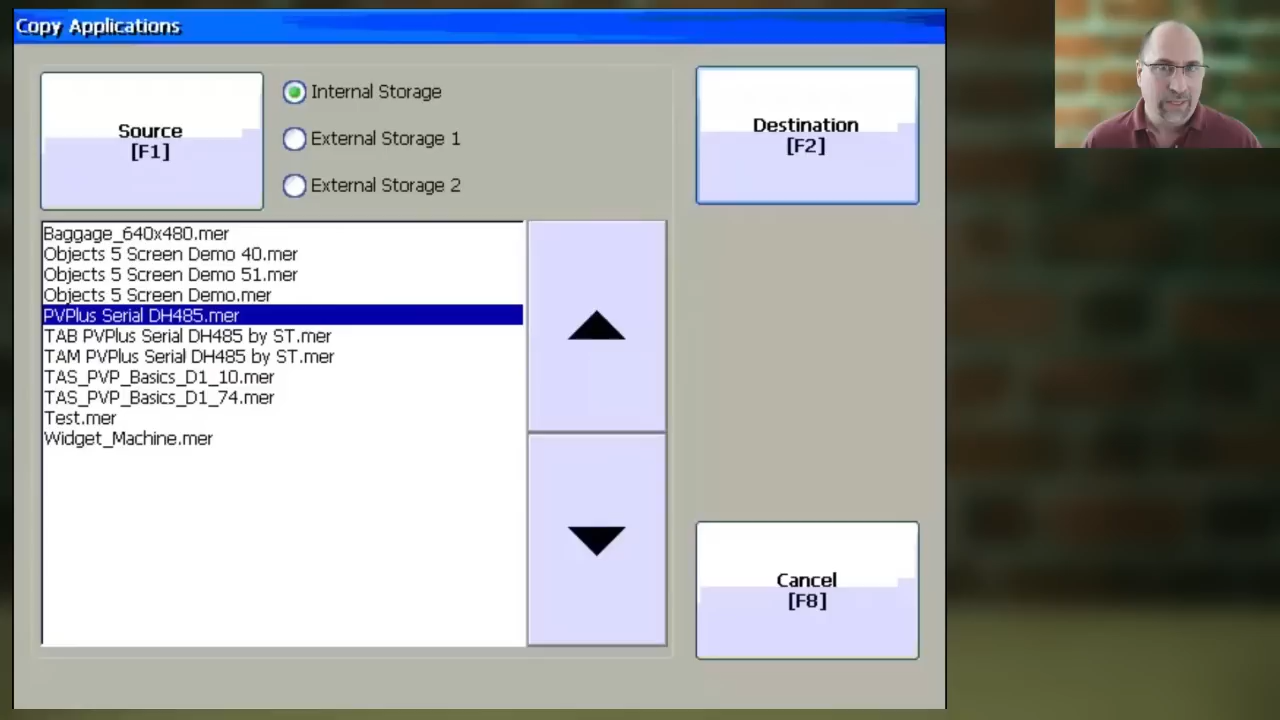 Copy Applications
Source
[F1]
Internal Storage
External Storage 1
External Storage 2
Destination
[F2]
Baggage_640x480.mer
Objects 5 Screen Demo 40.mer
Objects 5 Screen Demo 51.mer
Objects 5 Screen Demo.mer
PVPlus Serial DH485.mer
TAB PVPlus Serial DH485 by ST.mer
TAM PVPlus Serial DH485 by ST.mer
TAS_PVP_Basics_D1_10.mer
TAS_PVP_Basics_D1_74.mer
Test.mer
Widget_Machine.mer
Cancel
[F8]